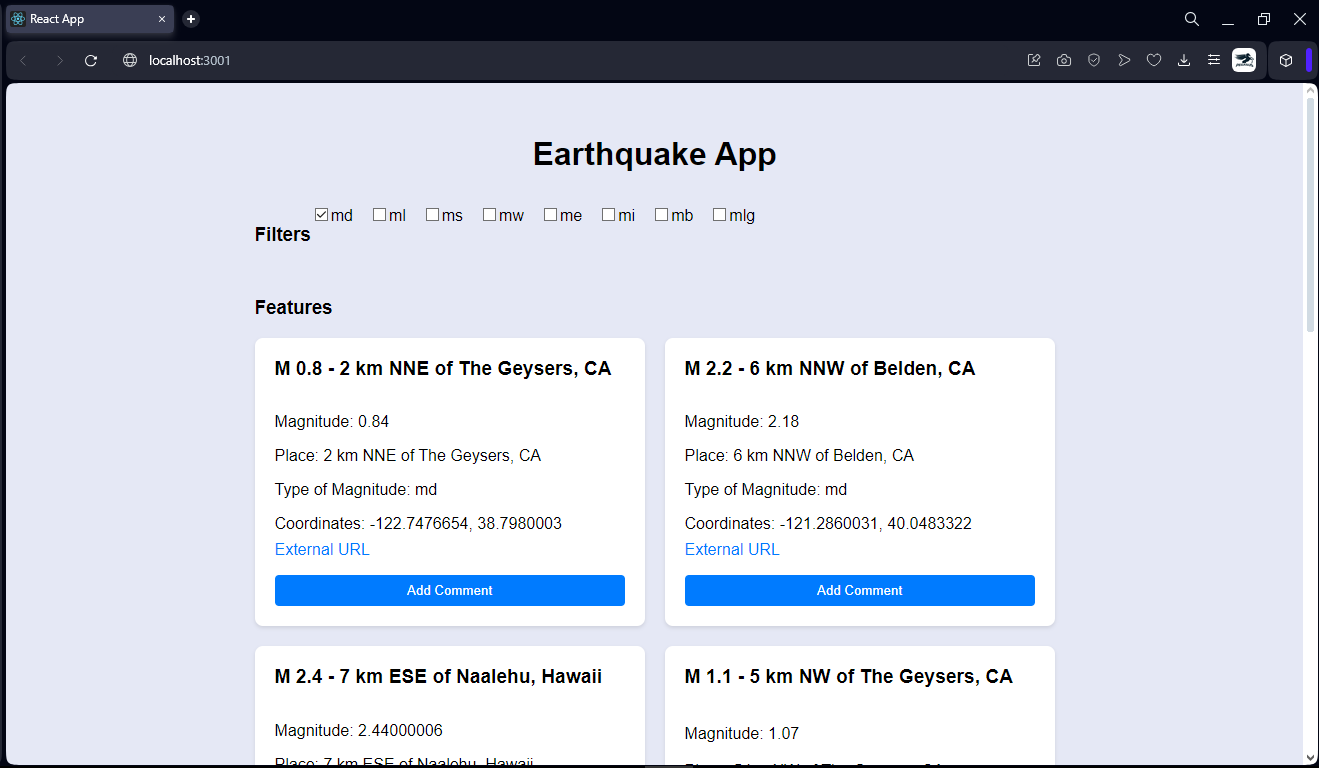 React App
localhost:3001
Earthquake App
md ml ms mw me mi mb mlg
Filters
Features
M 0.8 - 2 km NNE of The Geysers, CA
Magnitude: 0.84
Place: 2 km NNE of The Geysers, CA
Type of Magnitude: md
Coordinates: -122.7476654, 38.7980003
External URL
Add Comment
M 2.2 - 6 km NNW of Belden, CA
Magnitude: 2.18
Place: 6 km NNW of Belden, CA
Type of Magnitude: md
Coordinates: -121.2860031, 40.0483322
External URL
Add Comment
M 2.4 - 7 km ESE of Naalehu, Hawaii
Magnitude: 2.44000006
Place: 7 km ESE of Naalehu, Hawaii
M 1.1 - 5 km NW of The Geysers, CA
Magnitude: 1.07